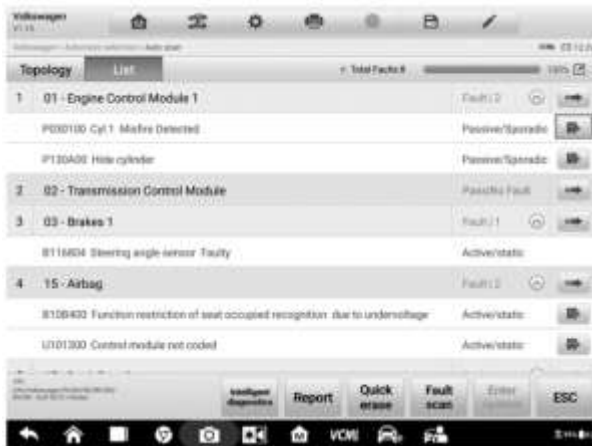 Volkswagen
Topology List Total Faults 8
1 01 - Engine Control Module 1 Fault | 2
P030100 Cyl 1 Misfire Detected Passive/Sporadic
P130A00 Hide cylinder Passive/Sporadic
2 02 - Transmission Control Module Pass/No Fault
3 03 - Brakes 1 Fault | 1
B116804 Steering angle sensor Faulty Active/static
4 15 - Airbag Fault | 2
B10B400 Function restriction of seat occupied recognition due to undervoltage Active/static
U101300 Control module not coded Active/static
Intelligent diagnostics Report Quick erase Fault scan Enter ESC
VCMI